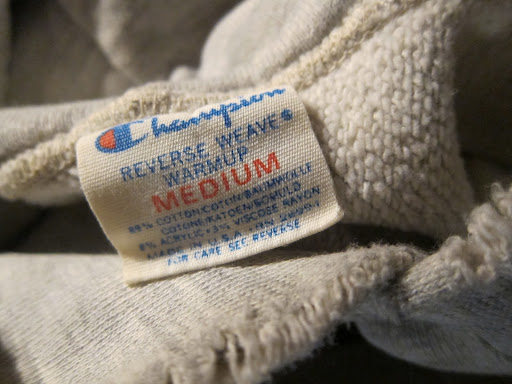 Champion
REVERSE WEAVE®
WARMUP
MEDIUM
89% COTTON/COTON/BAUMWOLLE
COTONE/KATOEN/BOMULD
8% ACRYLIC • 3% VISCOSE RAYON
MADE IN U.S.A.
FOR CARE SEE REVERSE